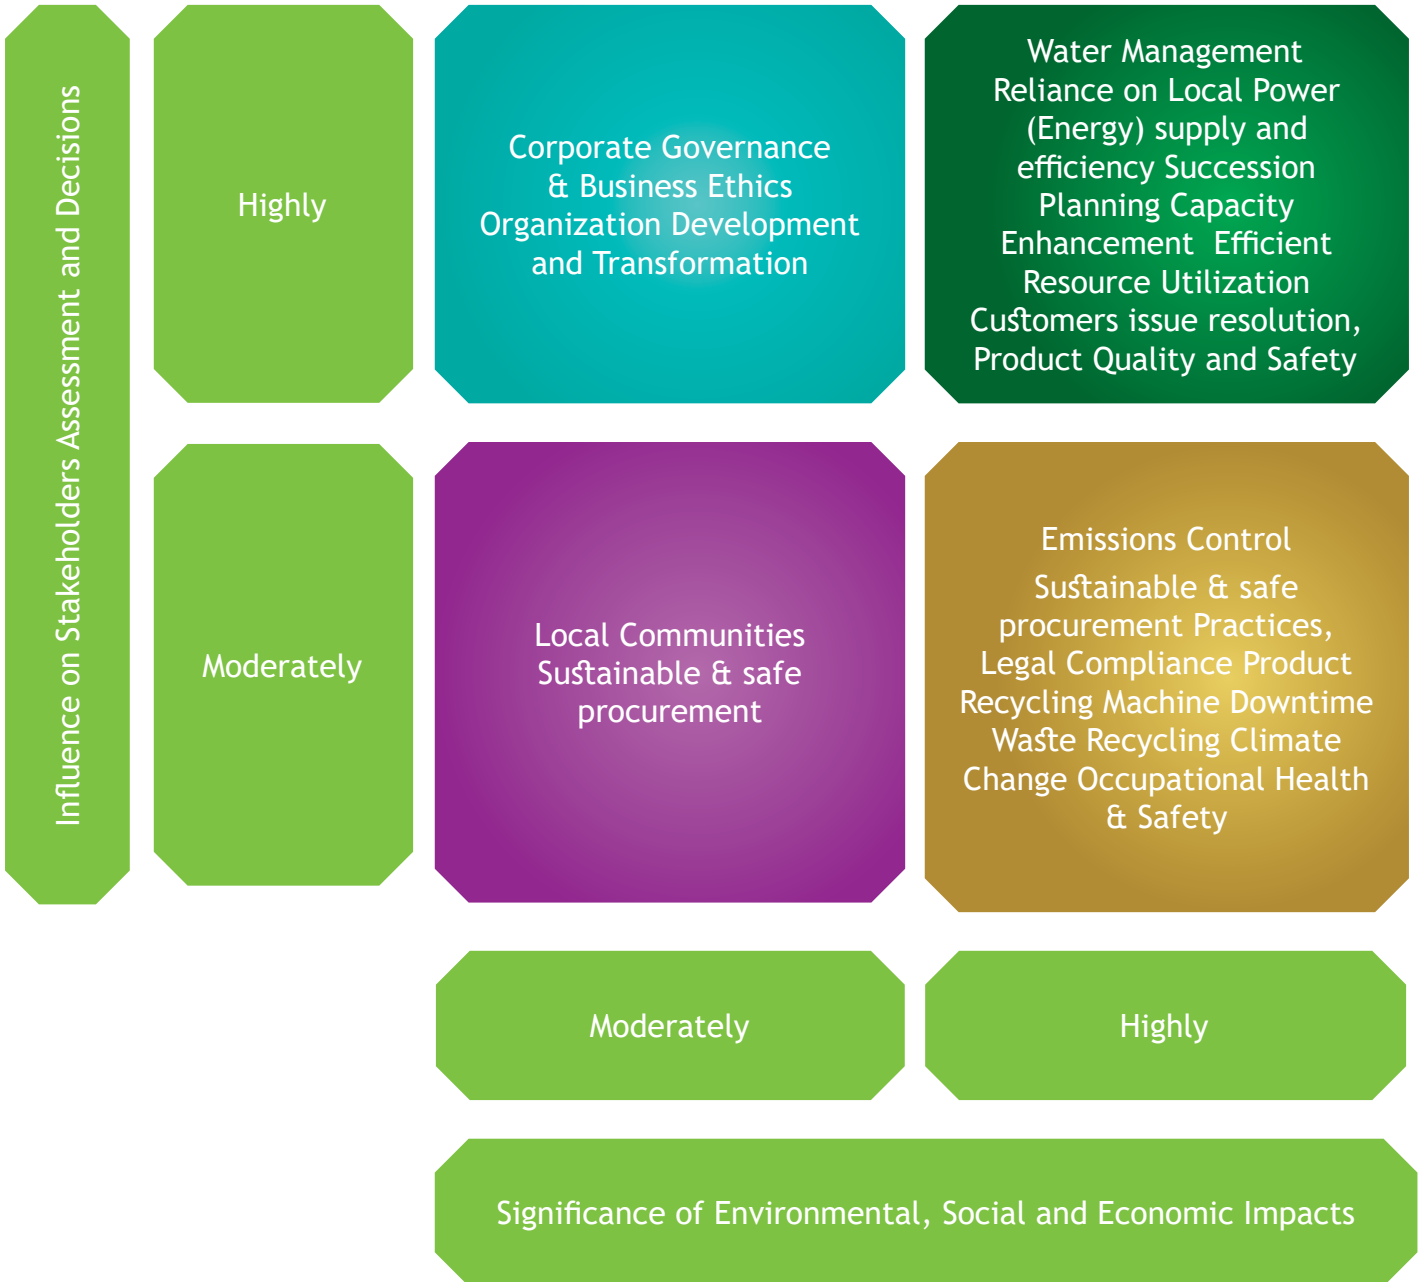 Influence on Stakeholders Assessment and Decisions
Highly
Corporate Governance
& Business Ethics
Organization Development
and Transformation
Water Management
Reliance on Local Power
(Energy) supply and
efficiency Succession
Planning Capacity
Enhancement Efficient
Resource Utilization
Customers issue resolution,
Product Quality and Safety
Moderately
Local Communities
Sustainable & safe
procurement
Emissions Control
Sustainable & safe
procurement Practices,
Legal Compliance Product
Recycling Machine Downtime
Waste Recycling Climate
Change Occupational Health
& Safety
Moderately
Highly
Significance of Environmental, Social and Economic Impacts